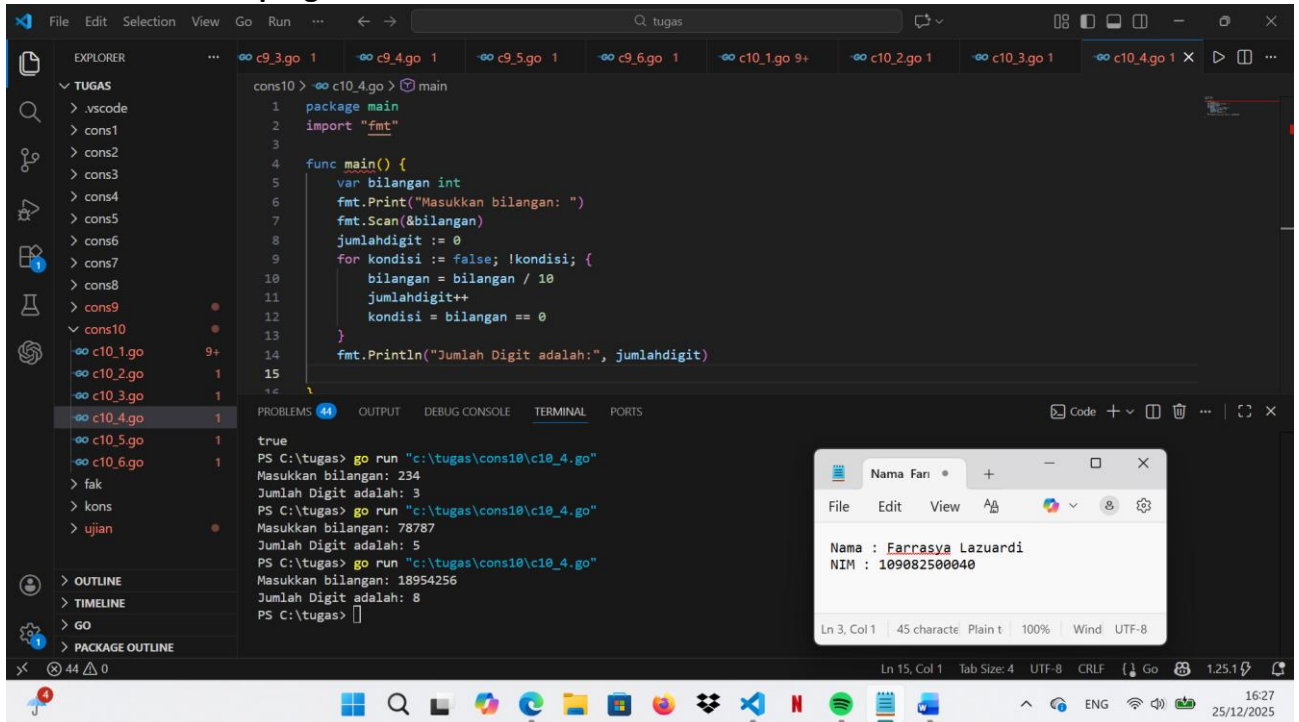 File Edit Selection View Go Run ... tugas
EXPLORER ...
TUGAS
.vscode
cons1
cons2
cons3
cons4
cons5
cons6
cons7
cons8
cons9
cons10
c10_1.go 9+
c10_2.go 1
c10_3.go 1
c10_4.go 1
c10_5.go 1
c10_6.go 1
fak
kons
ujian
OUTLINE
TIMELINE
GO
PACKAGE OUTLINE
c9_3.go 1 c9_4.go 1 c9_5.go 1 c9_6.go 1 c10_1.go 9+ c10_2.go 1 c10_3.go 1 c10_4.go 1
cons10 > c10_4.go > main
1 package main
2 import "fmt"
3
4 func main() {
5 var bilangan int
6 fmt.Print("Masukkan bilangan: ")
7 fmt.Scan(&bilangan)
8 jumlahdigit := 0
9 for kondisi := false; !kondisi; {
10 bilangan = bilangan / 10
11 jumlahdigit++
12 kondisi = bilangan == 0
13 }
14 fmt.Println("Jumlah Digit adalah:", jumlahdigit)
15
16 }
PROBLEMS 44 OUTPUT DEBUG CONSOLE TERMINAL PORTS Code
true
PS C:\tugas> go run "c:\tugas\cons10\c10_4.go"
Masukkan bilangan: 234
Jumlah Digit adalah: 3
PS C:\tugas> go run "c:\tugas\cons10\c10_4.go"
Masukkan bilangan: 78787
Jumlah Digit adalah: 5
PS C:\tugas> go run "c:\tugas\cons10\c10_4.go"
Masukkan bilangan: 18954256
Jumlah Digit adalah: 8
PS C:\tugas>
Nama Farr
File Edit View
Nama : Farrasya Lazuardi
NIM : 109082500040
Ln 3, Col 1 45 characte Plain t 100% Wind UTF-8
44 0 Ln 15, Col 1 Tab Size: 4 UTF-8 CRLF Go 1.25.1
4 ENG 16:27
25/12/2025